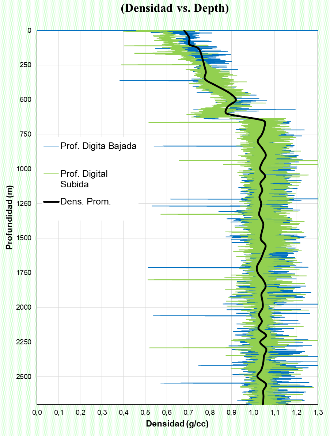 (Densidad vs. Depth)
0
250
500
750
1000
1250
1500
1750
2000
2250
2500
Profundidad (m)
Prof. Digita Bajada
Prof. Digital
Subida
Dens. Prom.
0,0 0,1 0,2 0,3 0,4 0,5 0,6 0,7 0,8 0,9 1,0 1,1 1,2 1,3
Densidad (g/cc)